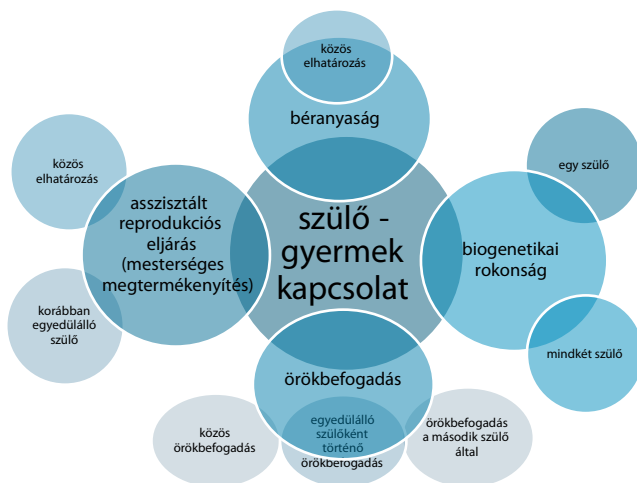 közös
elhatározás
béranyaság
közös
elhatározás
egy szülő
asszisztált
reprodukciós
eljárás
(mesterséges
megtermékenyítés)
szülő -
gyermek
kapcsolat
biogenetikai
rokonság
korábban
egyedülálló
szülő
mindkét szülő
örökbefogadás
közös
örökbefogadás
egyedülálló
szülőként
történő
örökbefogadás
örökbefogadás
a második szülő
által